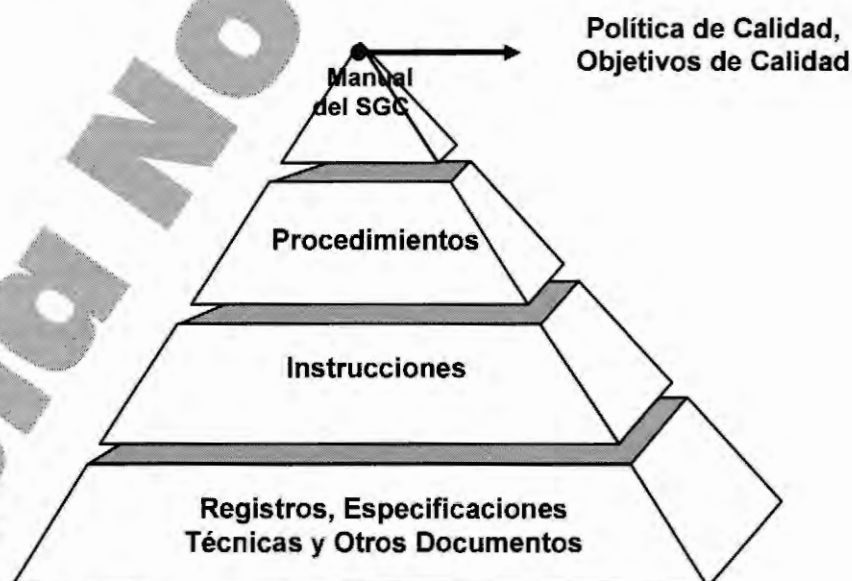 Política de Calidad,
Objetivos de Calidad
Manual
del SGC
Procedimientos
Instrucciones
Registros, Especificaciones
Técnicas y Otros Documentos